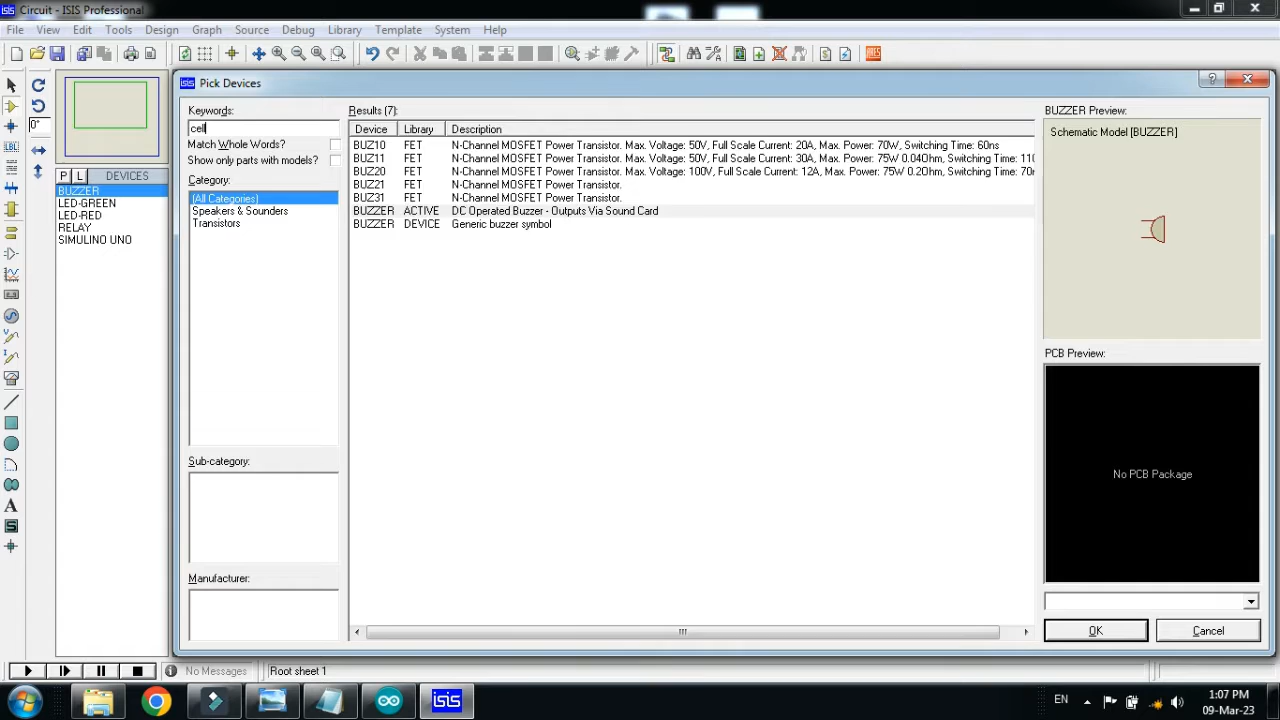 Circuit - ISIS Professional
File View Edit Tools Design Graph Source Debug Library Template System Help
Pick Devices
Keywords:
cell
Match Whole Words?
Show only parts with models?
Category:
(All Categories)
Speakers & Sounders
Transistors
Sub-category:
Manufacturer:
Results (7):
Device Library Description
BUZ10 FET N-Channel MOSFET Power Transistor. Max. Voltage: 50V, Full Scale Current: 20A, Max. Power: 70W, Switching Time: 60ns
BUZ11 FET N-Channel MOSFET Power Transistor. Max. Voltage: 50V, Full Scale Current: 30A, Max. Power: 75W 0.04Ohm, Switching Time: 110
BUZ20 FET N-Channel MOSFET Power Transistor. Max. Voltage: 100V, Full Scale Current: 12A, Max. Power: 75W 0.2Ohm, Switching Time: 70n
BUZ21 FET N-Channel MOSFET Power Transistor.
BUZ31 FET N-Channel MOSFET Power Transistor.
BUZZER ACTIVE DC Operated Buzzer - Outputs Via Sound Card
BUZZER DEVICE Generic buzzer symbol
BUZZER Preview:
Schematic Model [BUZZER]
PCB Preview:
No PCB Package
OK Cancel
0°
LBL
A
S
P L DEVICES
BUZZER
LED-GREEN
LED-RED
RELAY
SIMULINO UNO
No Messages Root sheet 1
isis
EN
1:07 PM
09-Mar-23